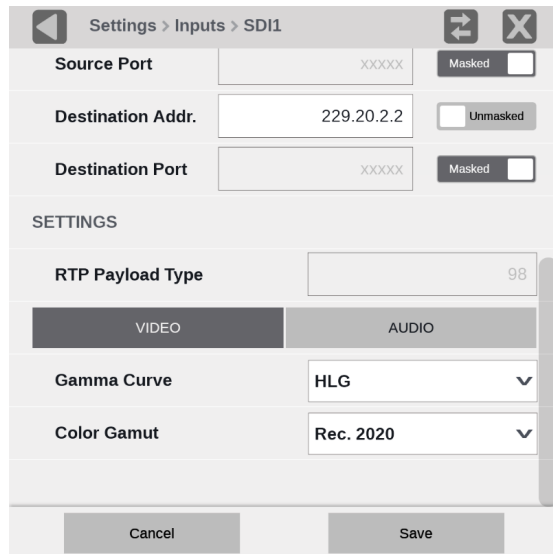 Settings > Inputs > SDI1
Source Port xxxxx Masked
Destination Addr. 229.20.2.2 Unmasked
Destination Port xxxxx Masked
SETTINGS
RTP Payload Type 98
VIDEO AUDIO
Gamma Curve HLG
Color Gamut Rec. 2020
Cancel Save